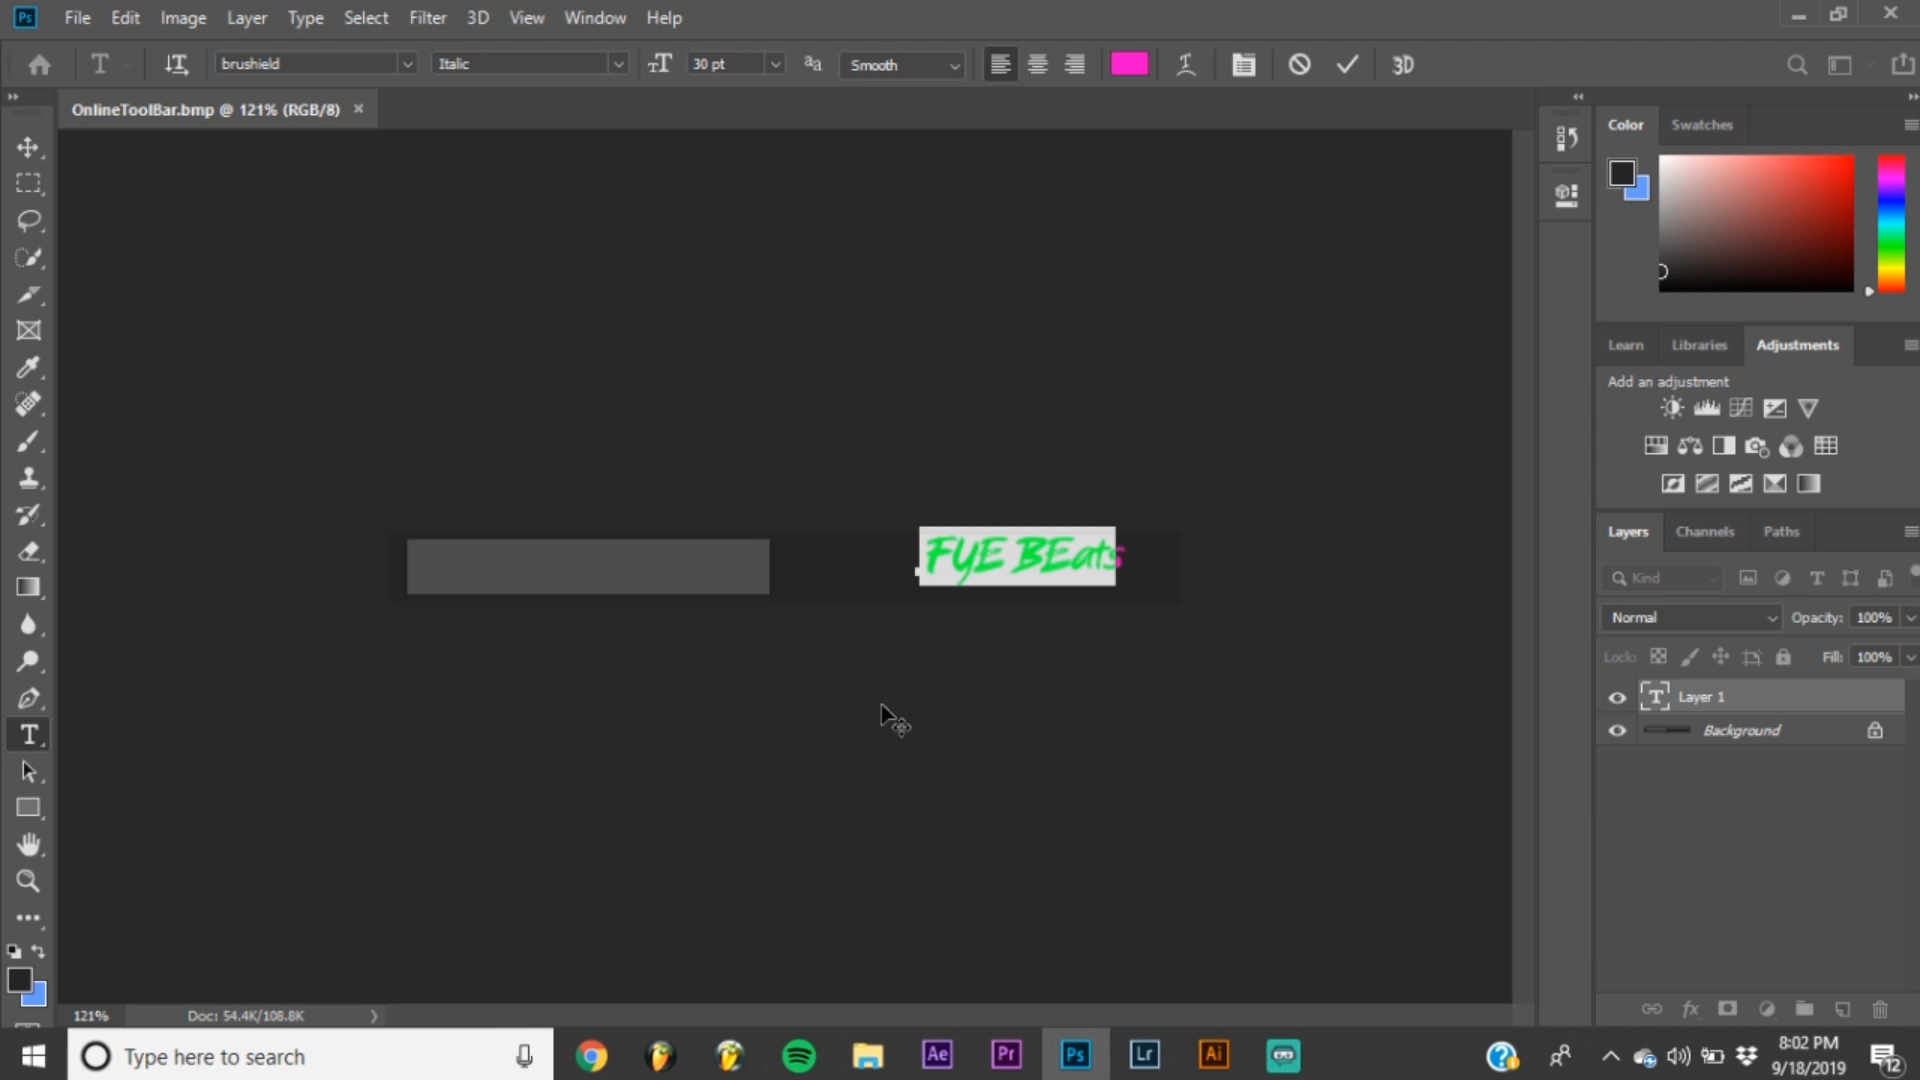 Ps File Edit Image Layer Type Select Filter 3D View Window Help
T brushield Italic 30 pt aa Smooth 3D
OnlineToolBar.bmp @ 121% (RGB/8) ×
Color Swatches
Learn Libraries Adjustments
Add an adjustment
FYE BEats
Layers Channels Paths
Kind
Normal Opacity: 100%
Lock: Fill: 100%
T Layer 1
Background
121% Doc: 54.4K/108.8K
Type here to search
Ae Pr Ps Lr Ai
8:02 PM
9/18/2019
12